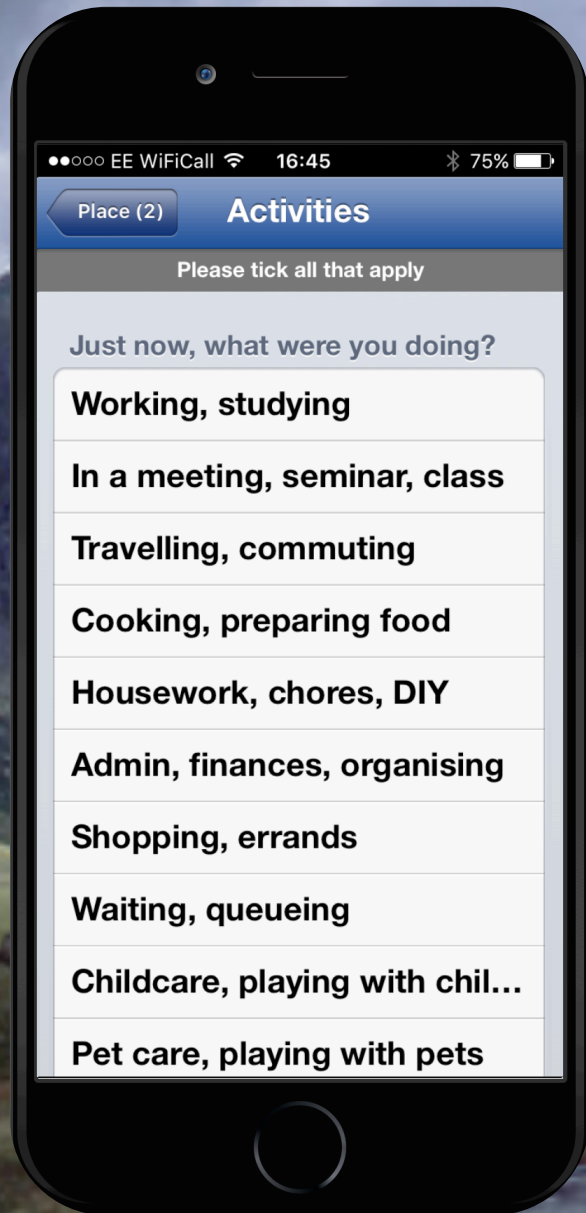 ●●○○○ EE WiFiCall 16:45 75%
Place (2) Activities
Please tick all that apply
Just now, what were you doing?
Working, studying
In a meeting, seminar, class
Travelling, commuting
Cooking, preparing food
Housework, chores, DIY
Admin, finances, organising
Shopping, errands
Waiting, queueing
Childcare, playing with chil...
Pet care, playing with pets